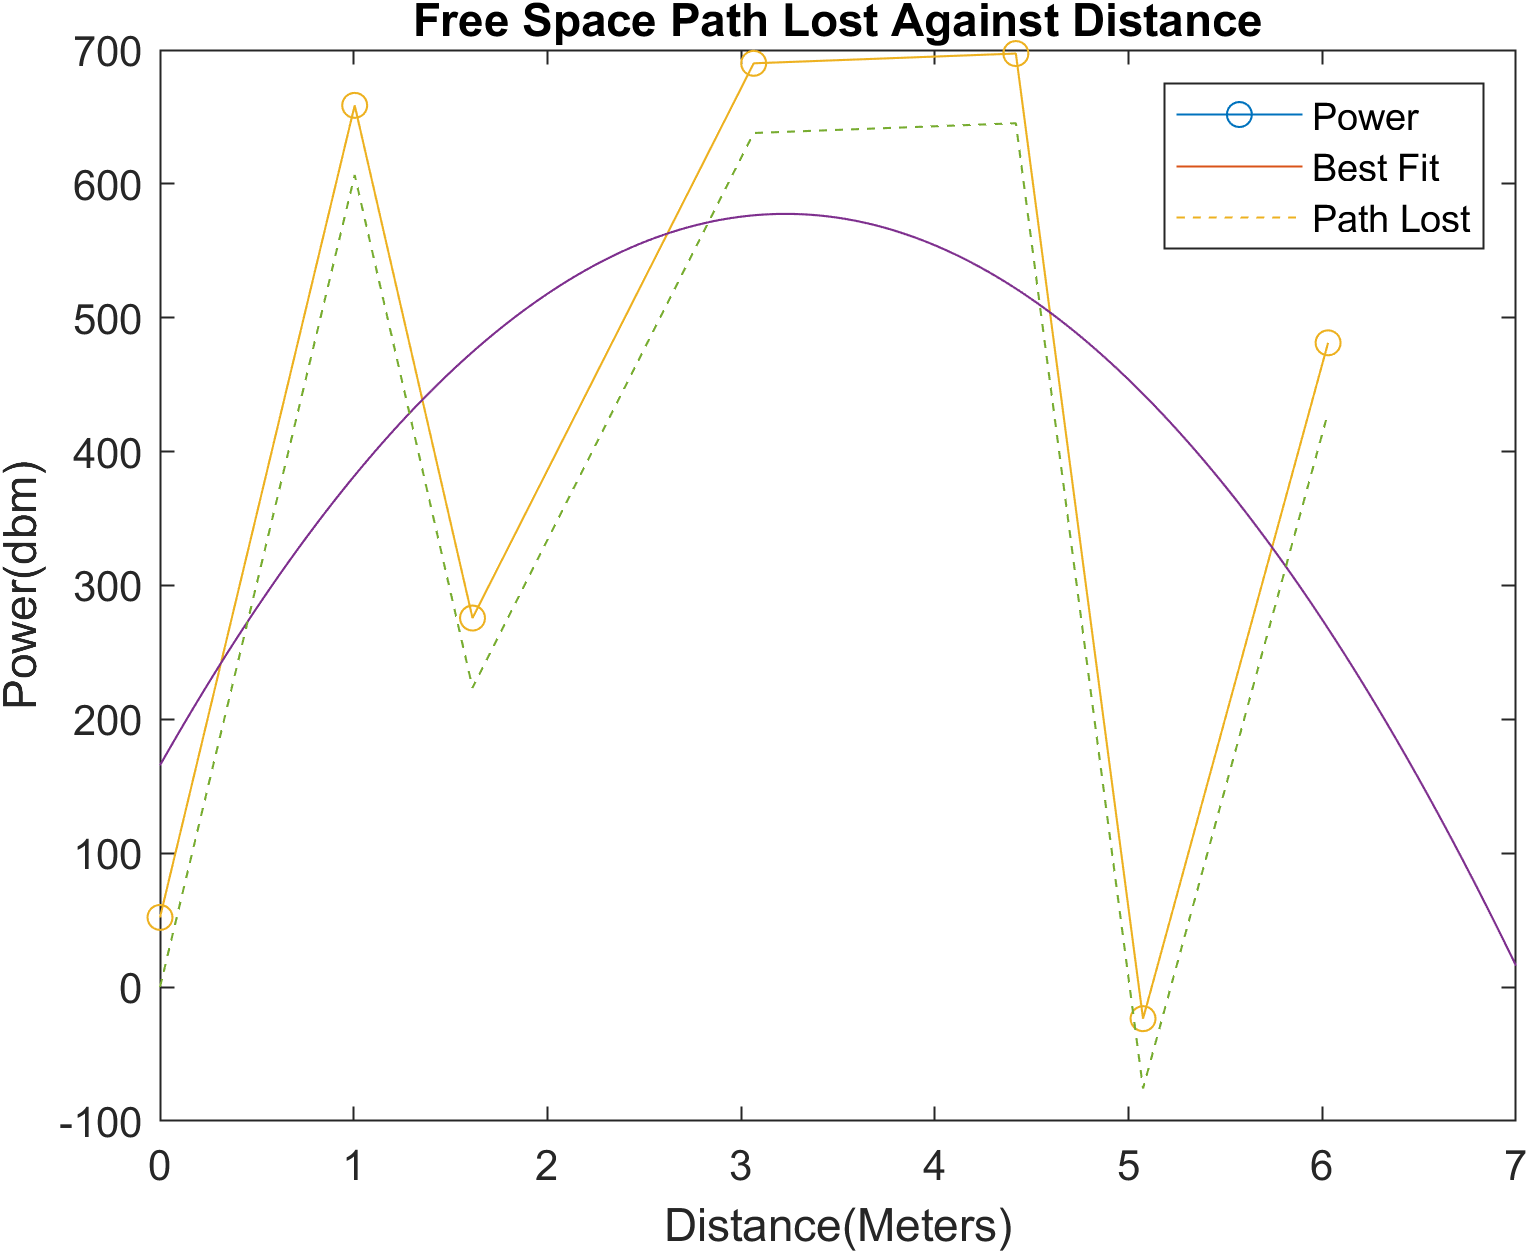 Free Space Path Lost Against Distance
700
600
500
400
300
200
100
0
-100
Power(dbm)
Power
Best Fit
Path Lost
0 1 2 3 4 5 6 7
Distance(Meters)